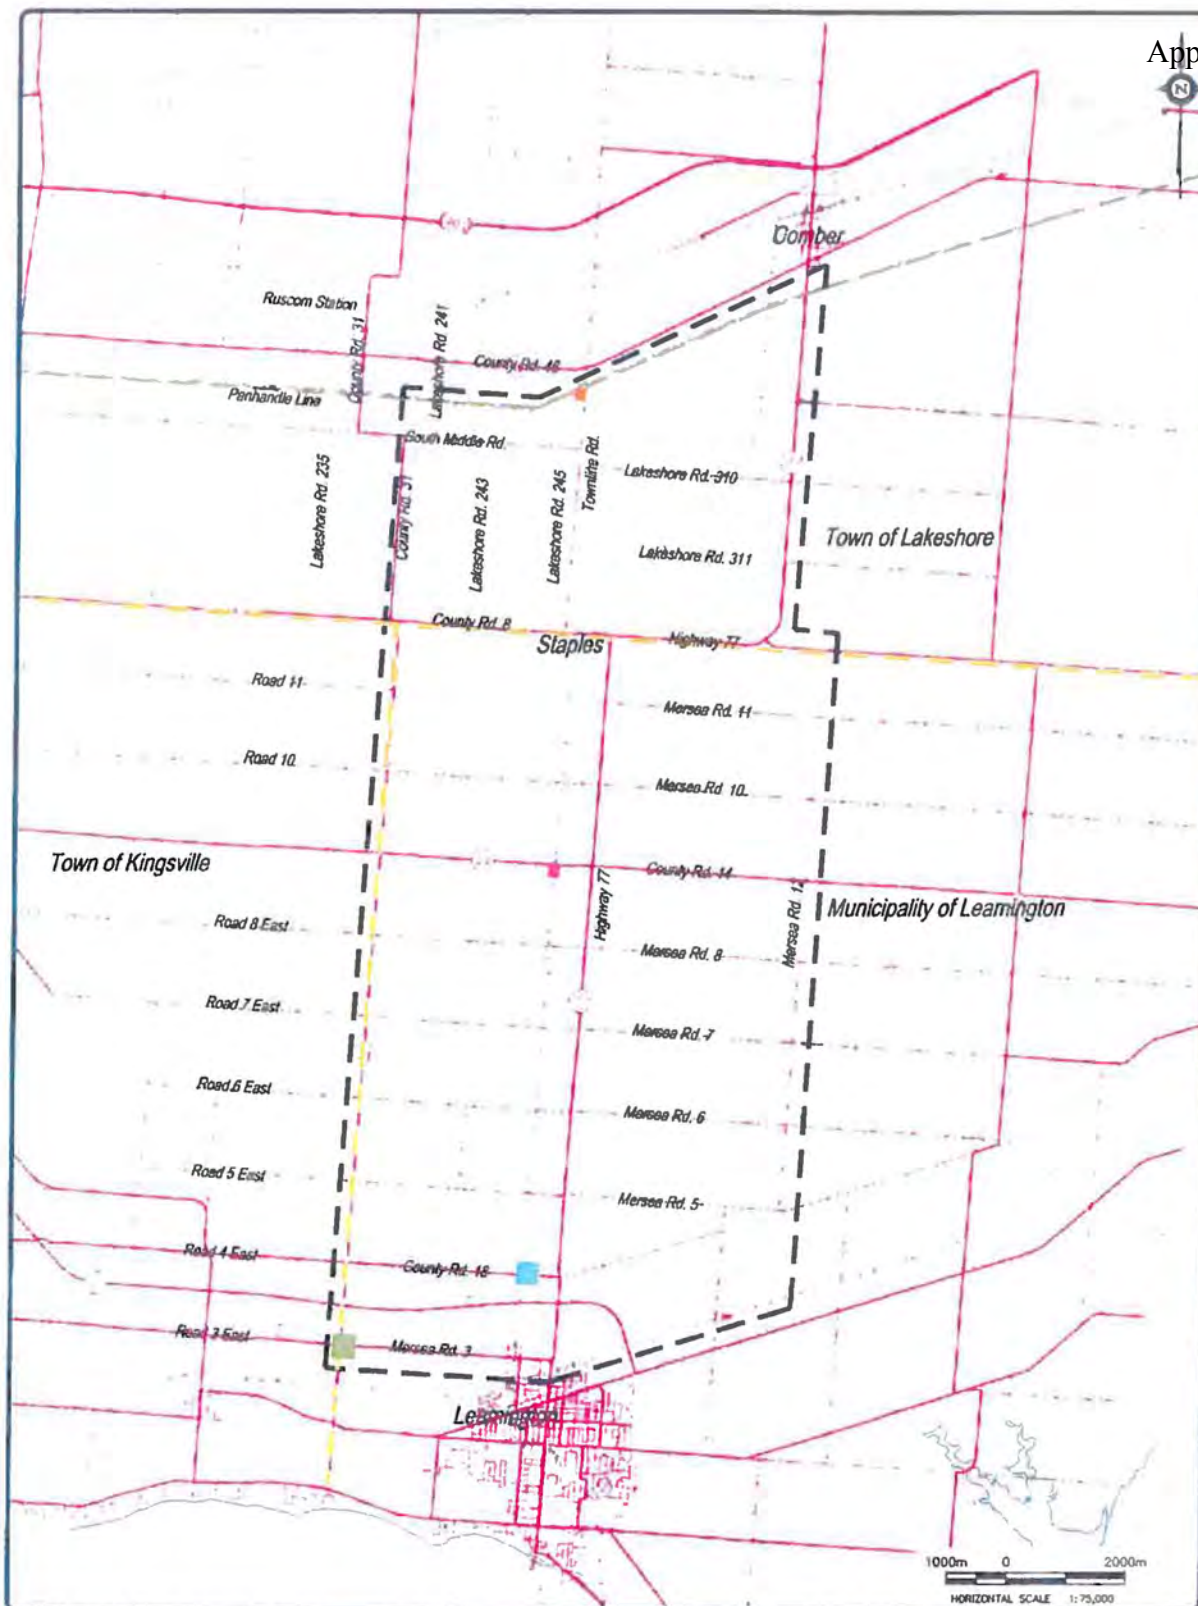 App
N
Comber
Ruscom Station
County Rd. 31
Lakeshore Rd. 241
County Rd. 46
Panhandle Line
South Middle Rd.
Lakeshore Rd. 235
County Rd. 31
Lakeshore Rd. 243
Lakeshore Rd. 245
Townline Rd.
Lakeshore Rd. 310
Town of Lakeshore
Lakeshore Rd. 311
County Rd. 8
Staples
Highway 77
Road 11
Mersea Rd. 11
Road 10
Mersea Rd. 10
Town of Kingsville
County Rd. 14
Highway 77
Mersea Rd. 12
Municipality of Leamington
Road 8 East
Mersea Rd. 8
Road 7 East
Mersea Rd. 7
Road 6 East
Mersea Rd. 6
Road 5 East
Mersea Rd. 5
Road 4 East
County Rd. 18
Road 3 East
Mersea Rd. 3
Leamington
1000m 0 2000m
HORIZONTAL SCALE 1:75,000